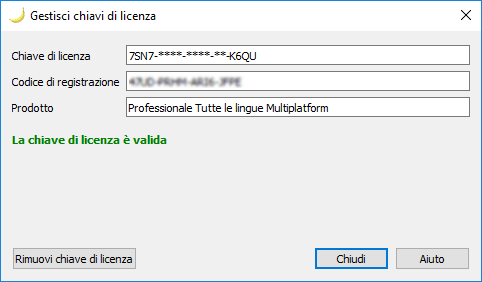 Gestisci chiavi di licenza
Chiave di licenza 7SN7-****-****-**-K6QU
Codice di registrazione
Prodotto Professionale Tutte le lingue Multiplatform
La chiave di licenza è valida
Rimuovi chiave di licenza Chiudi Aiuto